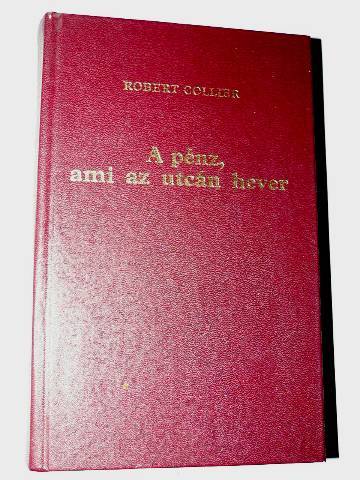 ROBERT COLLIER
A pénz,
ami az utcán hever